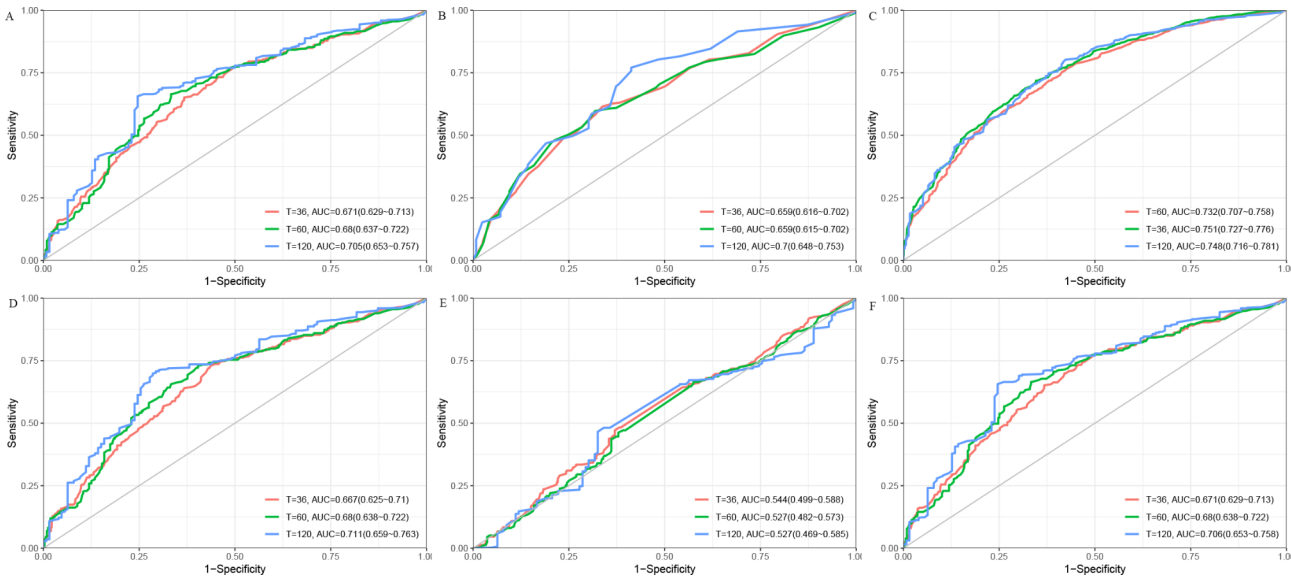 A
1.00
0.75
0.50
0.25
0.00
Sensitivity
0.00 0.25 0.50 0.75 1.00
1−Specificity
T=36, AUC=0.671(0.629~0.713)
T=60, AUC=0.68(0.637~0.722)
T=120, AUC=0.705(0.653~0.757)
B
1.00
0.75
0.50
0.25
0.00
Sensitivity
0.00 0.25 0.50 0.75 1.00
1−Specificity
T=36, AUC=0.659(0.616~0.702)
T=60, AUC=0.659(0.615~0.702)
T=120, AUC=0.7(0.648~0.753)
C
1.00
0.75
0.50
0.25
0.00
Sensitivity
0.00 0.25 0.50 0.75 1.00
1−Specificity
T=60, AUC=0.732(0.707~0.758)
T=36, AUC=0.751(0.727~0.776)
T=120, AUC=0.748(0.716~0.781)
D
1.00
0.75
0.50
0.25
0.00
Sensitivity
0.00 0.25 0.50 0.75 1.00
1−Specificity
T=36, AUC=0.667(0.625~0.71)
T=60, AUC=0.68(0.638~0.722)
T=120, AUC=0.711(0.659~0.763)
E
1.00
0.75
0.50
0.25
0.00
Sensitivity
0.00 0.25 0.50 0.75 1.00
1−Specificity
T=36, AUC=0.544(0.499~0.588)
T=60, AUC=0.527(0.482~0.573)
T=120, AUC=0.527(0.469~0.585)
F
1.00
0.75
0.50
0.25
0.00
Sensitivity
0.00 0.25 0.50 0.75 1.00
1−Specificity
T=36, AUC=0.671(0.629~0.713)
T=60, AUC=0.68(0.638~0.722)
T=120, AUC=0.706(0.653~0.758)